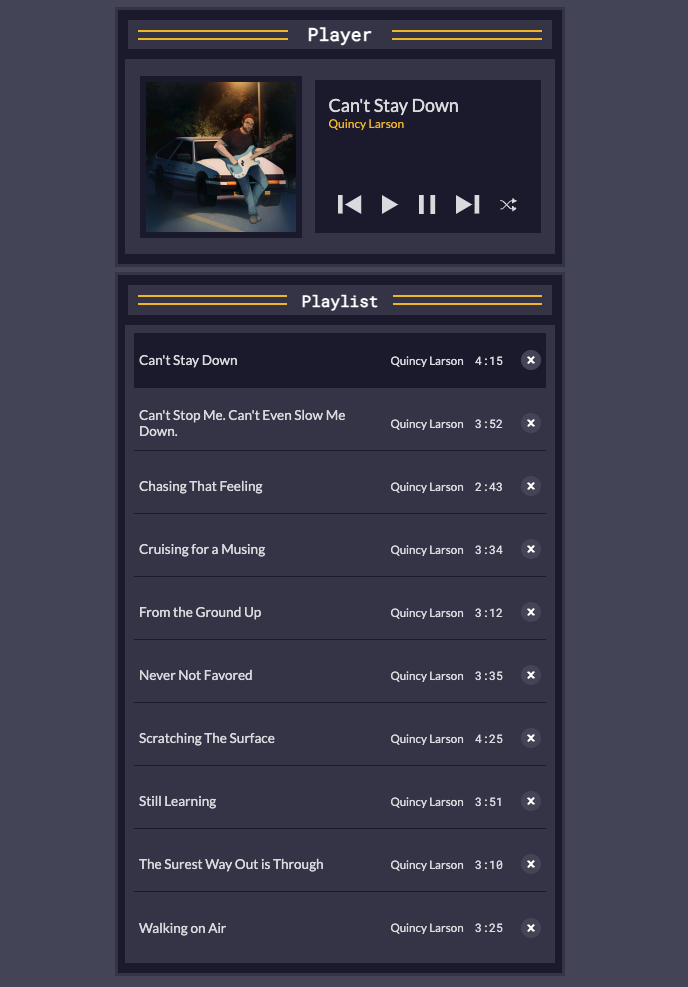 Player
Can't Stay Down
Quincy Larson
Playlist
Can't Stay Down Quincy Larson 4:15
Can't Stop Me. Can't Even Slow Me
Down. Quincy Larson 3:52
Chasing That Feeling Quincy Larson 2:43
Cruising for a Musing Quincy Larson 3:34
From the Ground Up Quincy Larson 3:12
Never Not Favored Quincy Larson 3:35
Scratching The Surface Quincy Larson 4:25
Still Learning Quincy Larson 3:51
The Surest Way Out is Through Quincy Larson 3:10
Walking on Air Quincy Larson 3:25